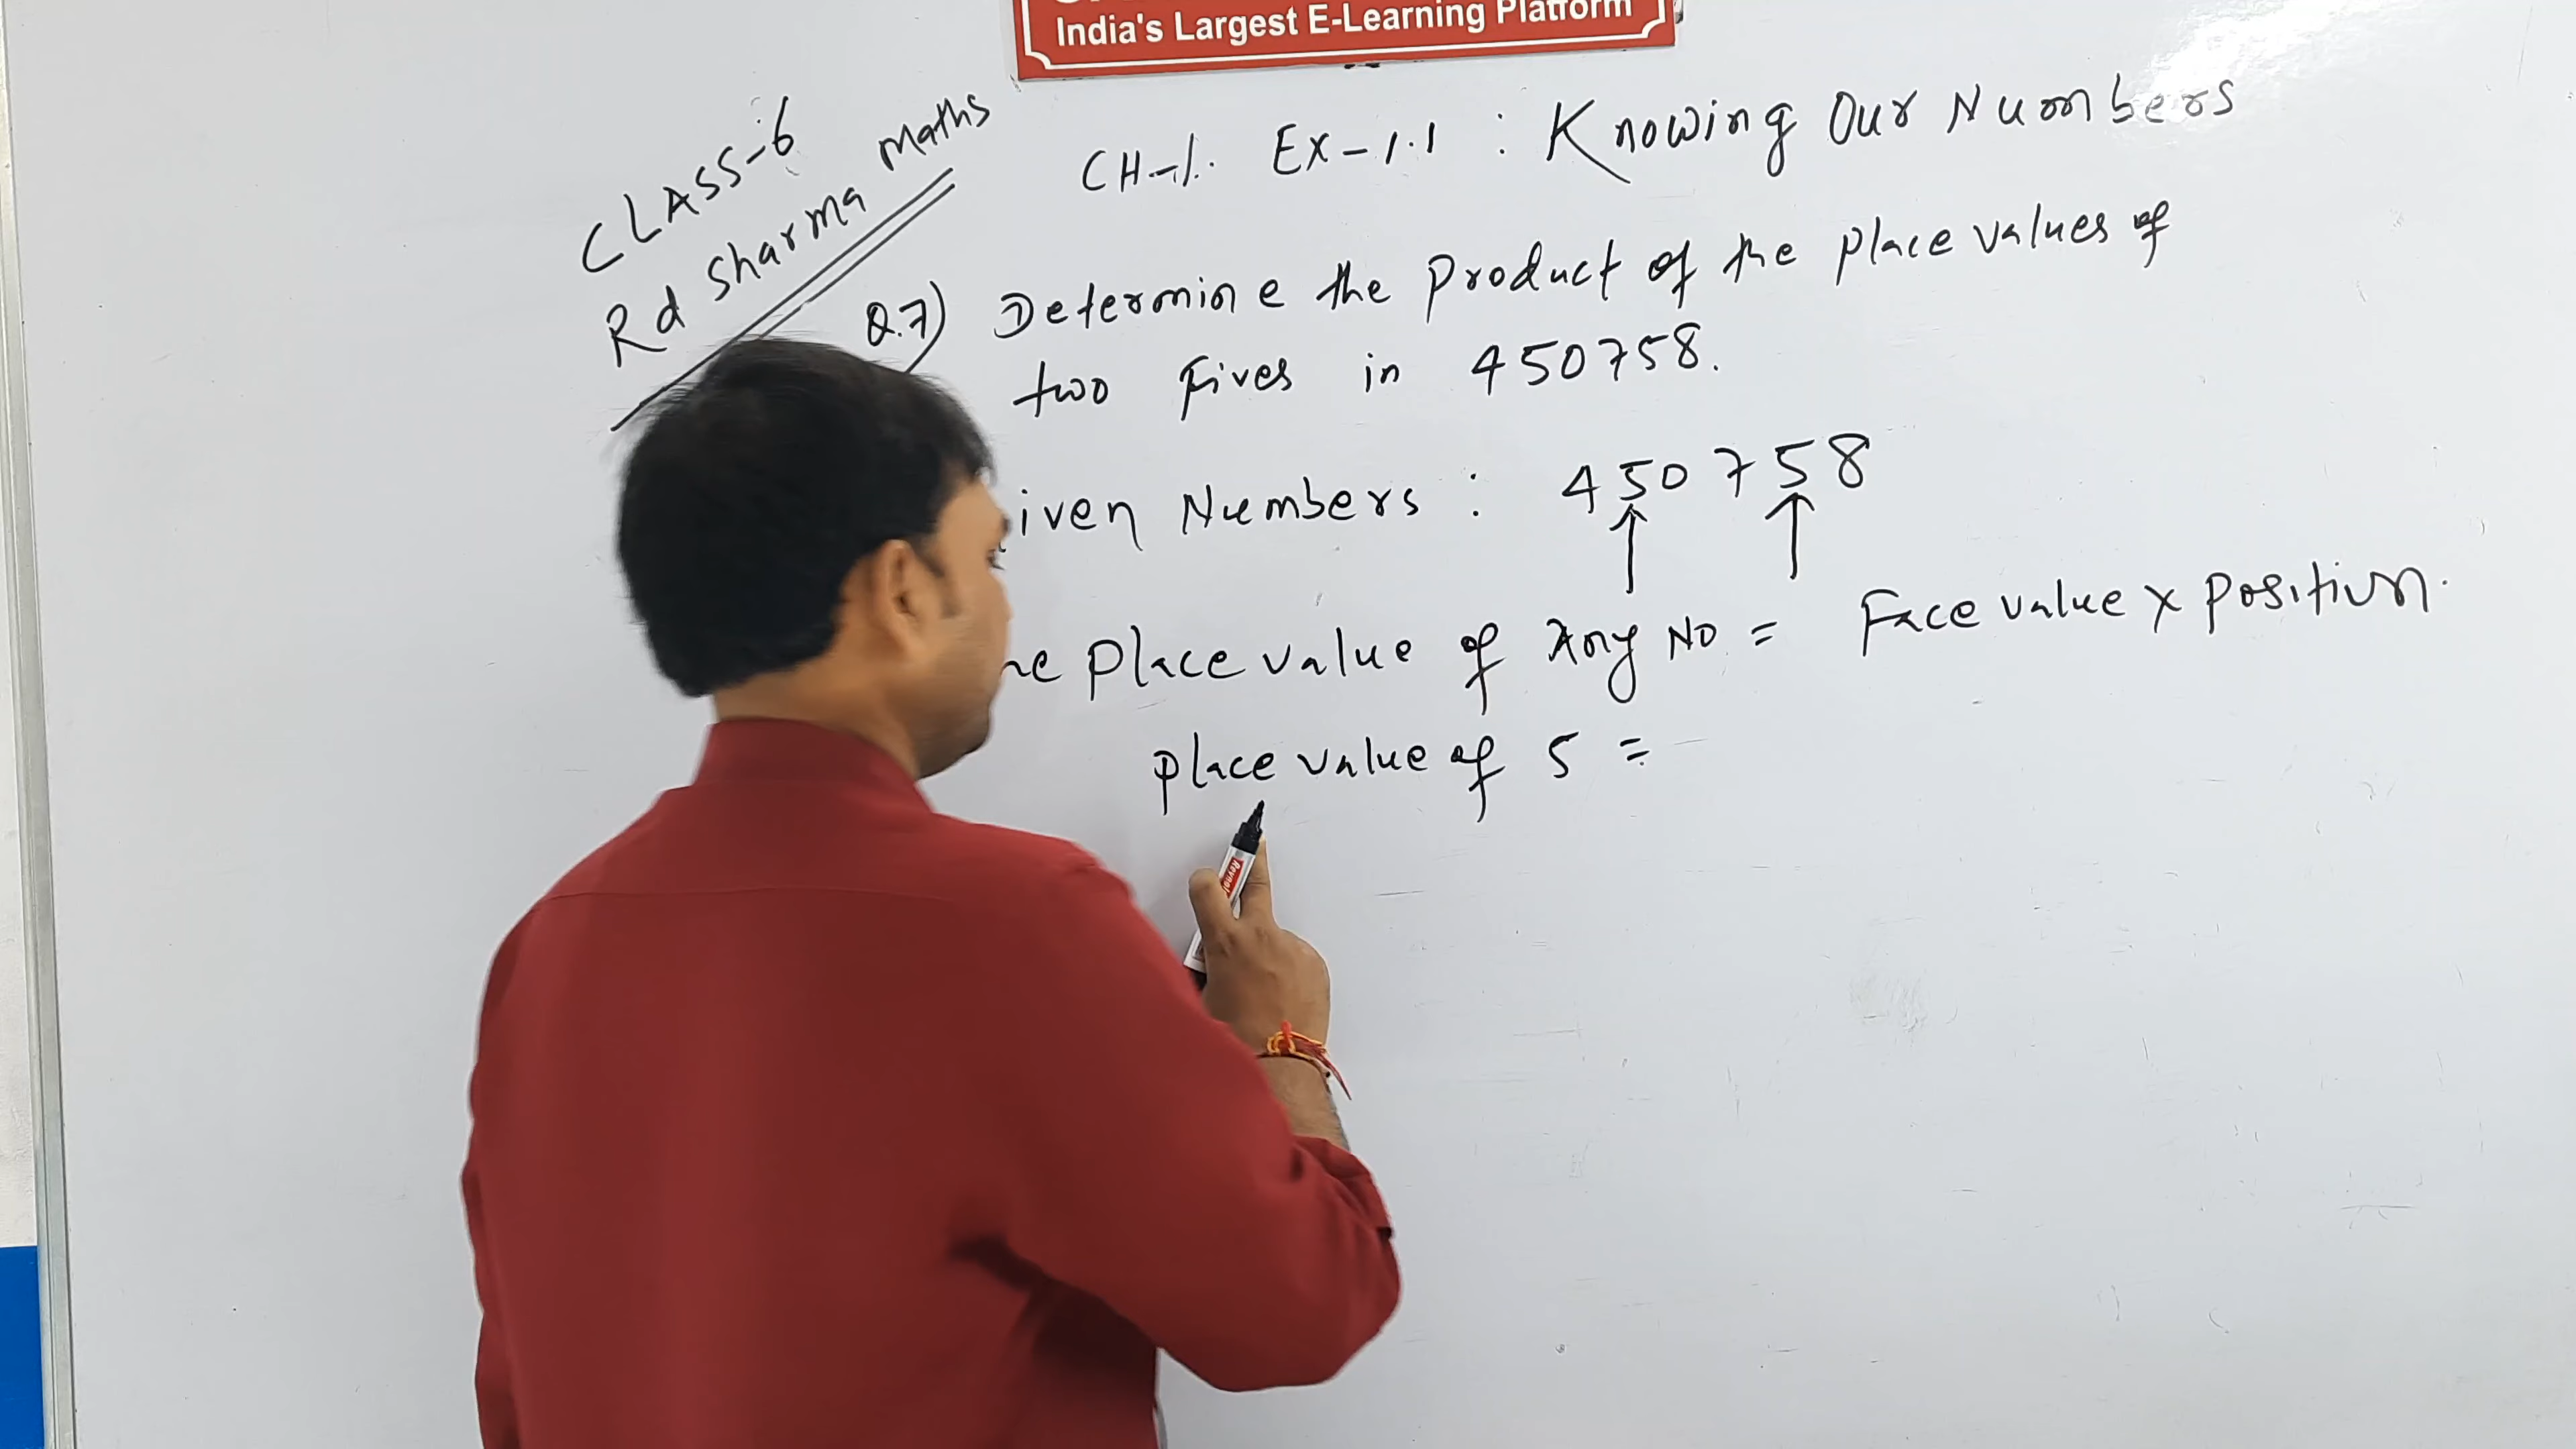 India's Largest E-Learning Platform
CLASS-6
Rd Sharma Maths
CH-1. Ex-1.1 : Knowing Our Numbers
Q.7) Determine the Product of the place values of
two fives in 450758.
iven Numbers : 450758
he Place value of Any No = Face value x position.
place value of 5 =